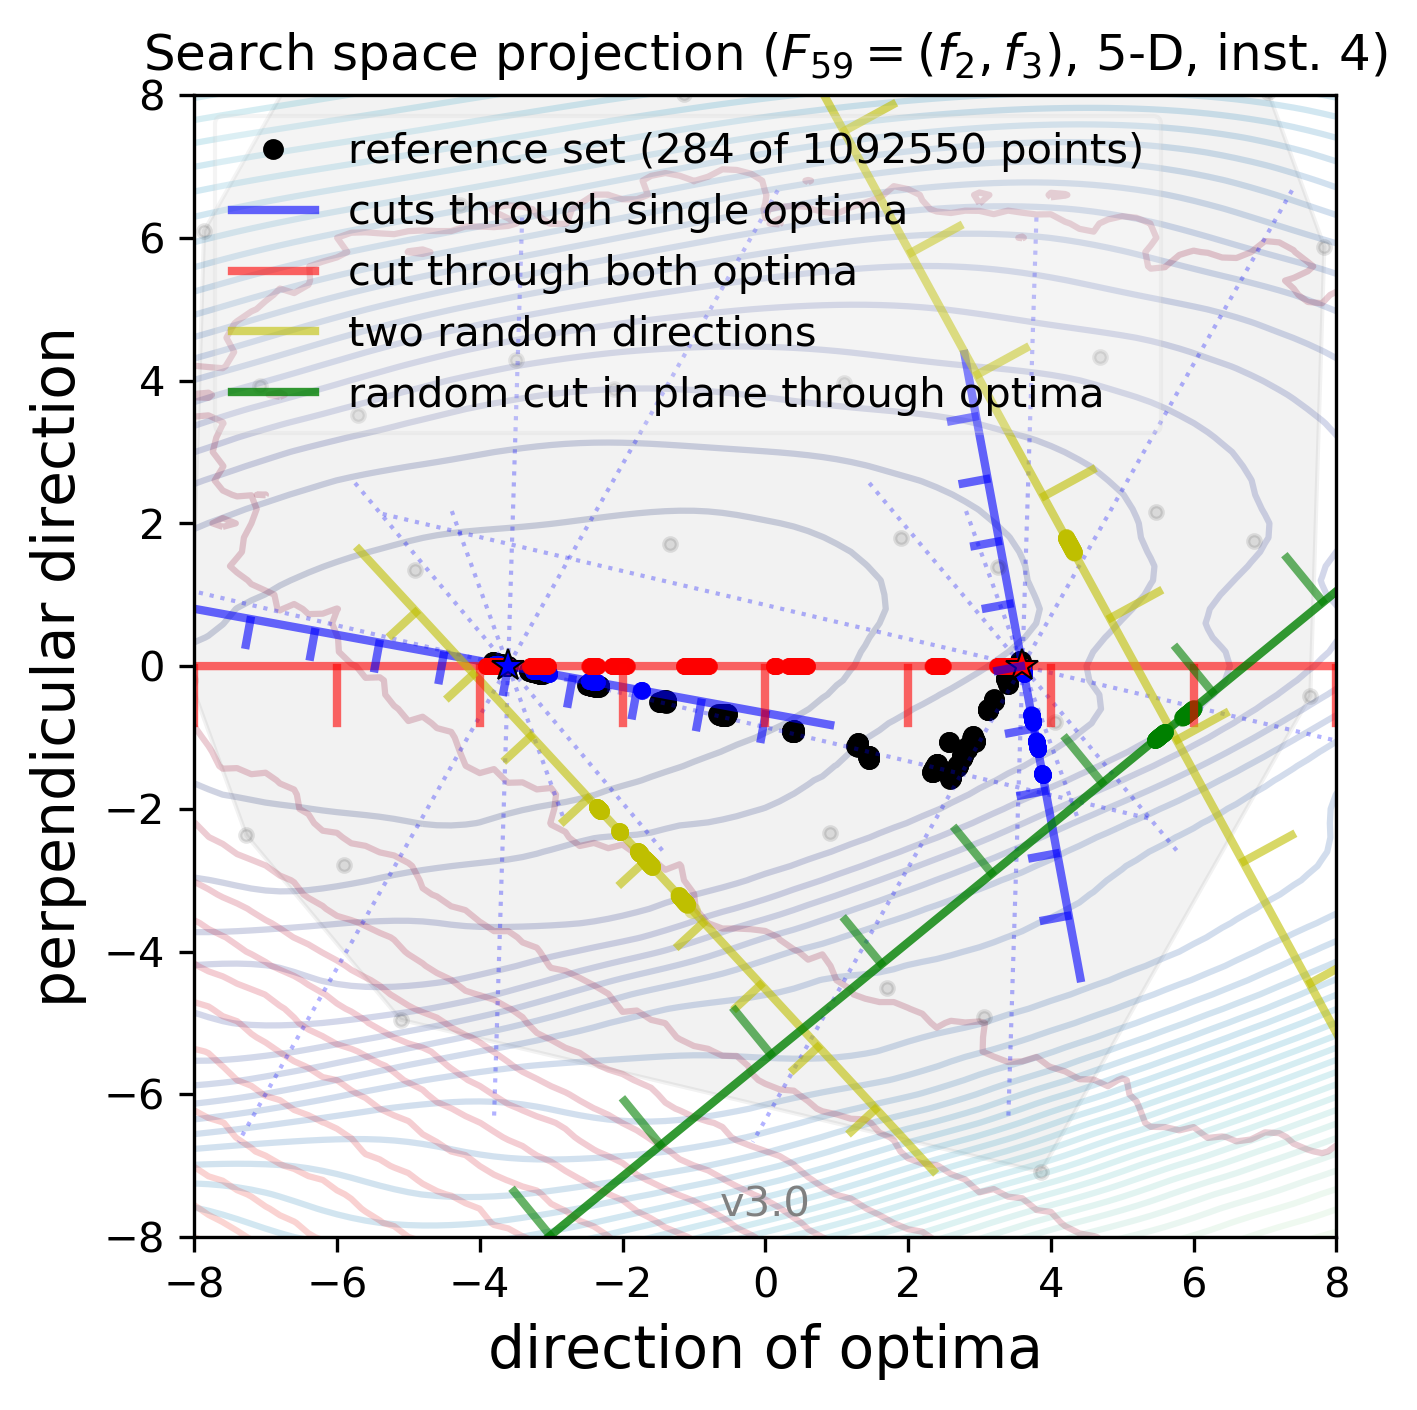 Search space projection (F₅₉ = (f₂, f₃), 5-D, inst. 4)
reference set (284 of 1092550 points)
cuts through single optima
cut through both optima
two random directions
random cut in plane through optima
8
6
4
2
0
−2
−4
−6
−8
perpendicular direction
v3.0
−8 −6 −4 −2 0 2 4 6 8
direction of optima